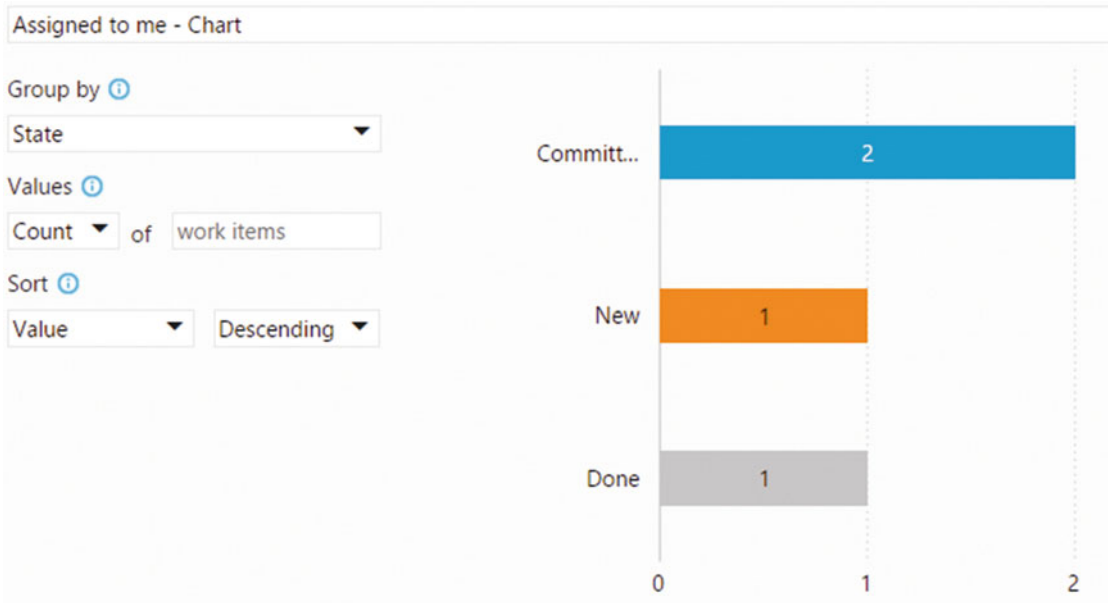 Assigned to me - Chart
Group by
State
Values
Count of work items
Sort
Value Descending
Committ... 2
New 1
Done 1
0 1 2